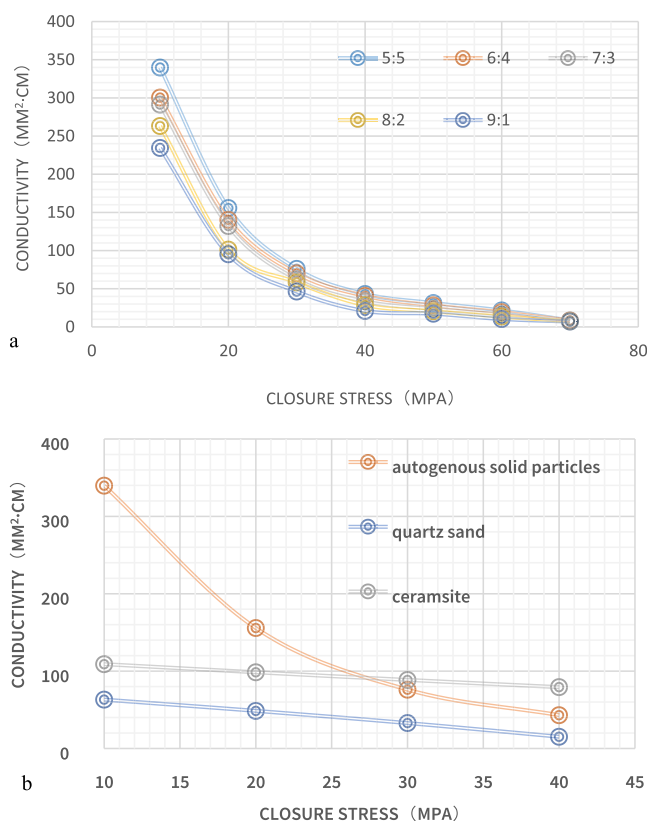 400
350
300
250
200
150
100
50
0
CONDUCTIVITY（MM²·CM）
5:5 6:4 7:3
8:2 9:1
0 20 40 60 80
CLOSURE STRESS（MPA）
a
400
300
200
100
0
CONDUCTIVITY（MM²·CM）
autogenous solid particles
quartz sand
ceramsite
10 15 20 25 30 35 40 45
CLOSURE STRESS（MPA）
b